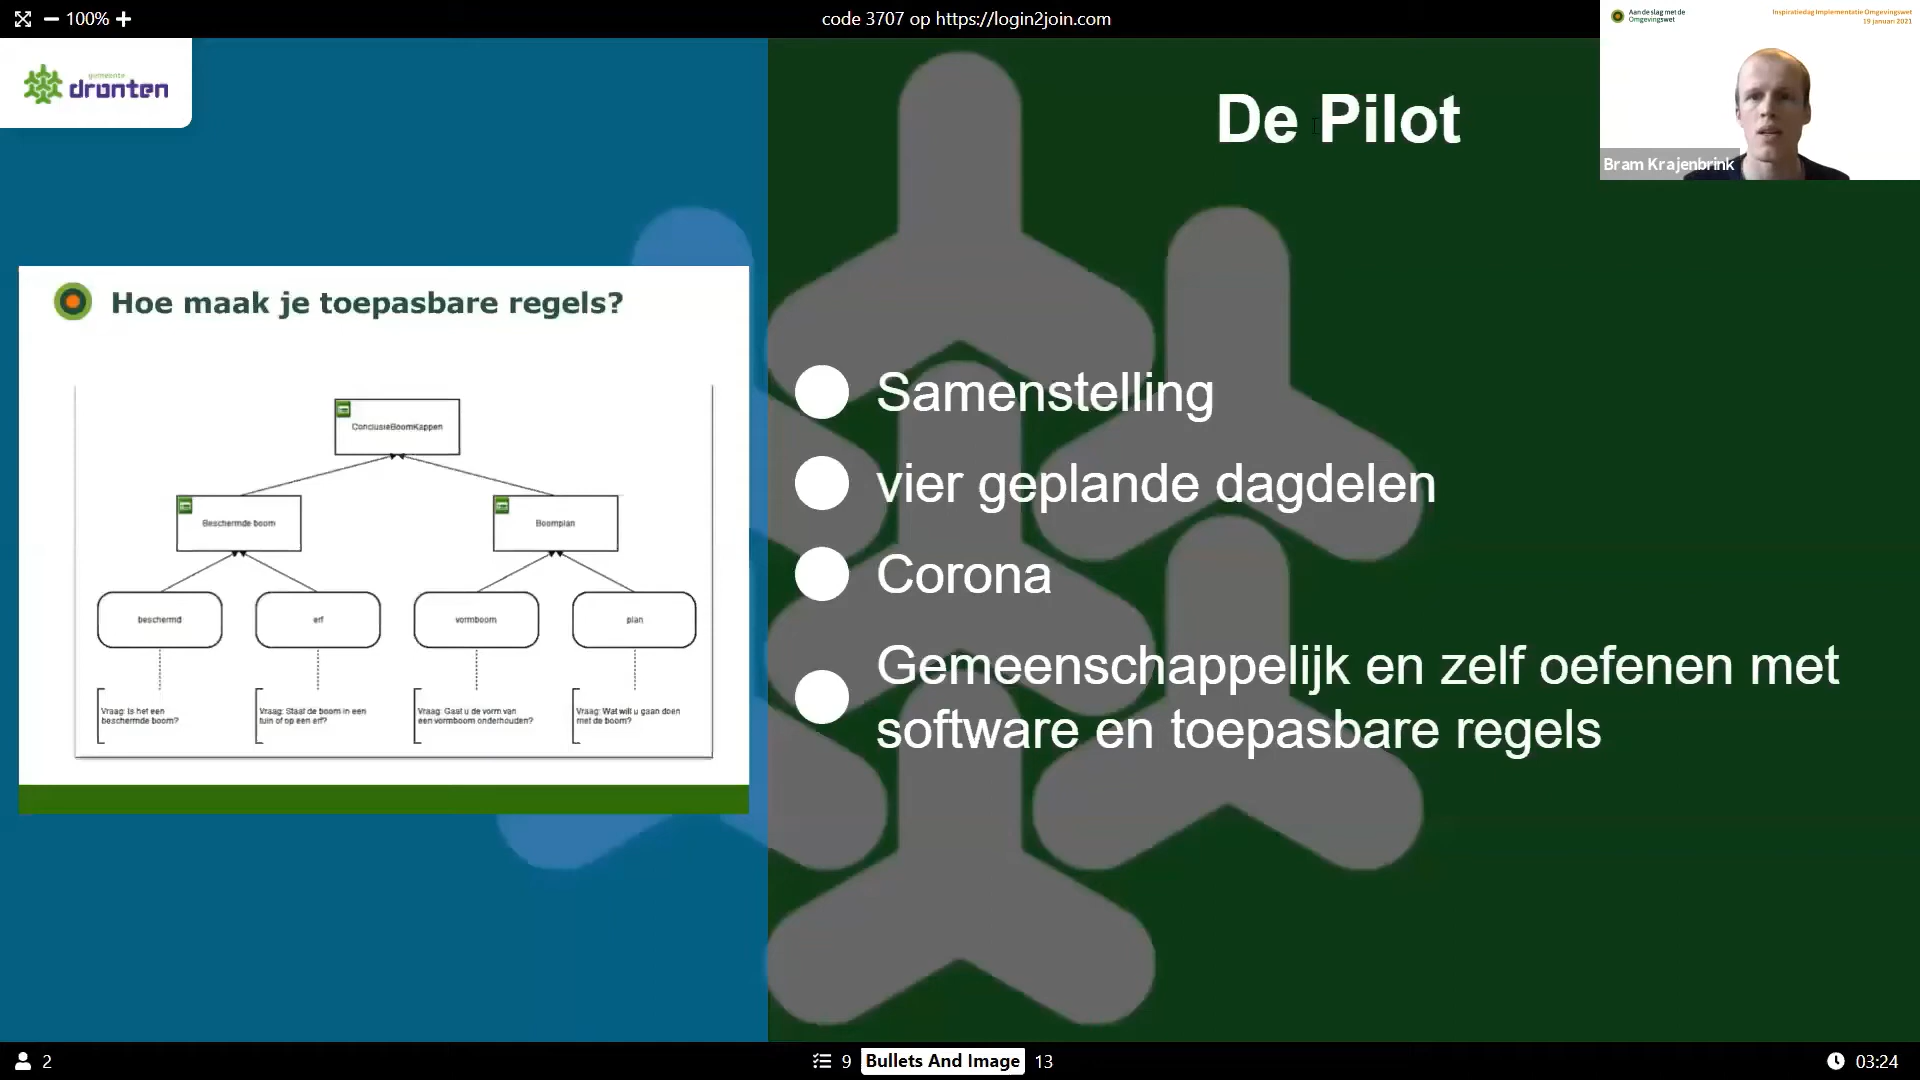 100%
code 3707 op https://login2join.com
Aan de slag met de
Omgevingswet
Inspiratiedag Implementatie Omgevingswet
19 januari 2021
gemeente
dronten
De Pilot
Bram Krajenbrink
Hoe maak je toepasbare regels?
ConclusieBoomKappen
Beschermde boom
Boomplan
beschermd
erf
vormboom
plan
Vraag: Is het een
beschermde boom?
Vraag: Staat de boom in een
tuin of op een erf?
Vraag: Gaat u de vorm van
een vormboom onderhouden?
Vraag: Wat wilt u gaan doen
met de boom?
Samenstelling
vier geplande dagdelen
Corona
Gemeenschappelijk en zelf oefenen met
software en toepasbare regels
2
9 Bullets And Image 13
03:24